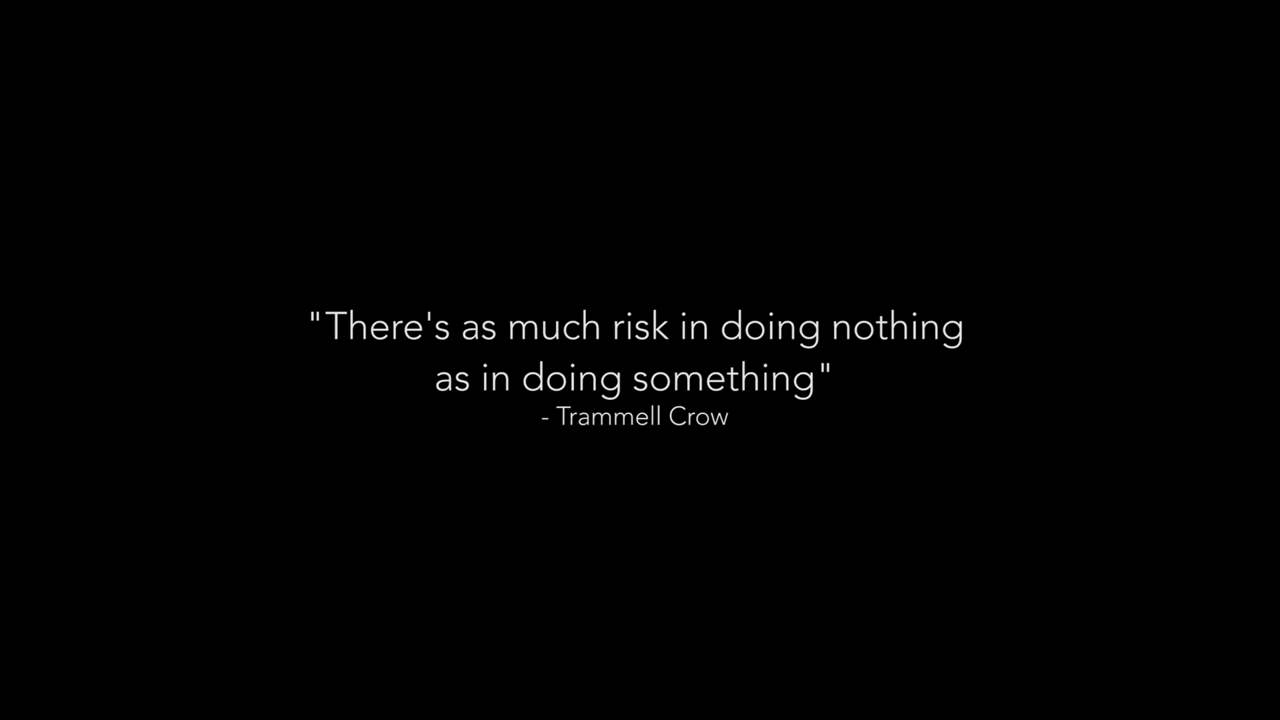 "There's as much risk in doing nothing
as in doing something"
- Trammell Crow